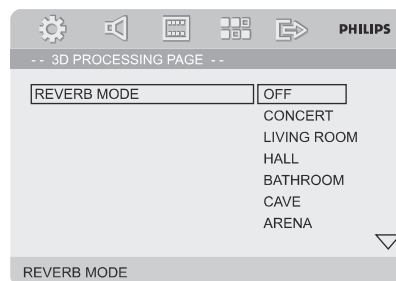 PHILIPS
-- 3D PROCESSING PAGE --
REVERB MODE OFF
CONCERT
LIVING ROOM
HALL
BATHROOM
CAVE
ARENA
REVERB MODE